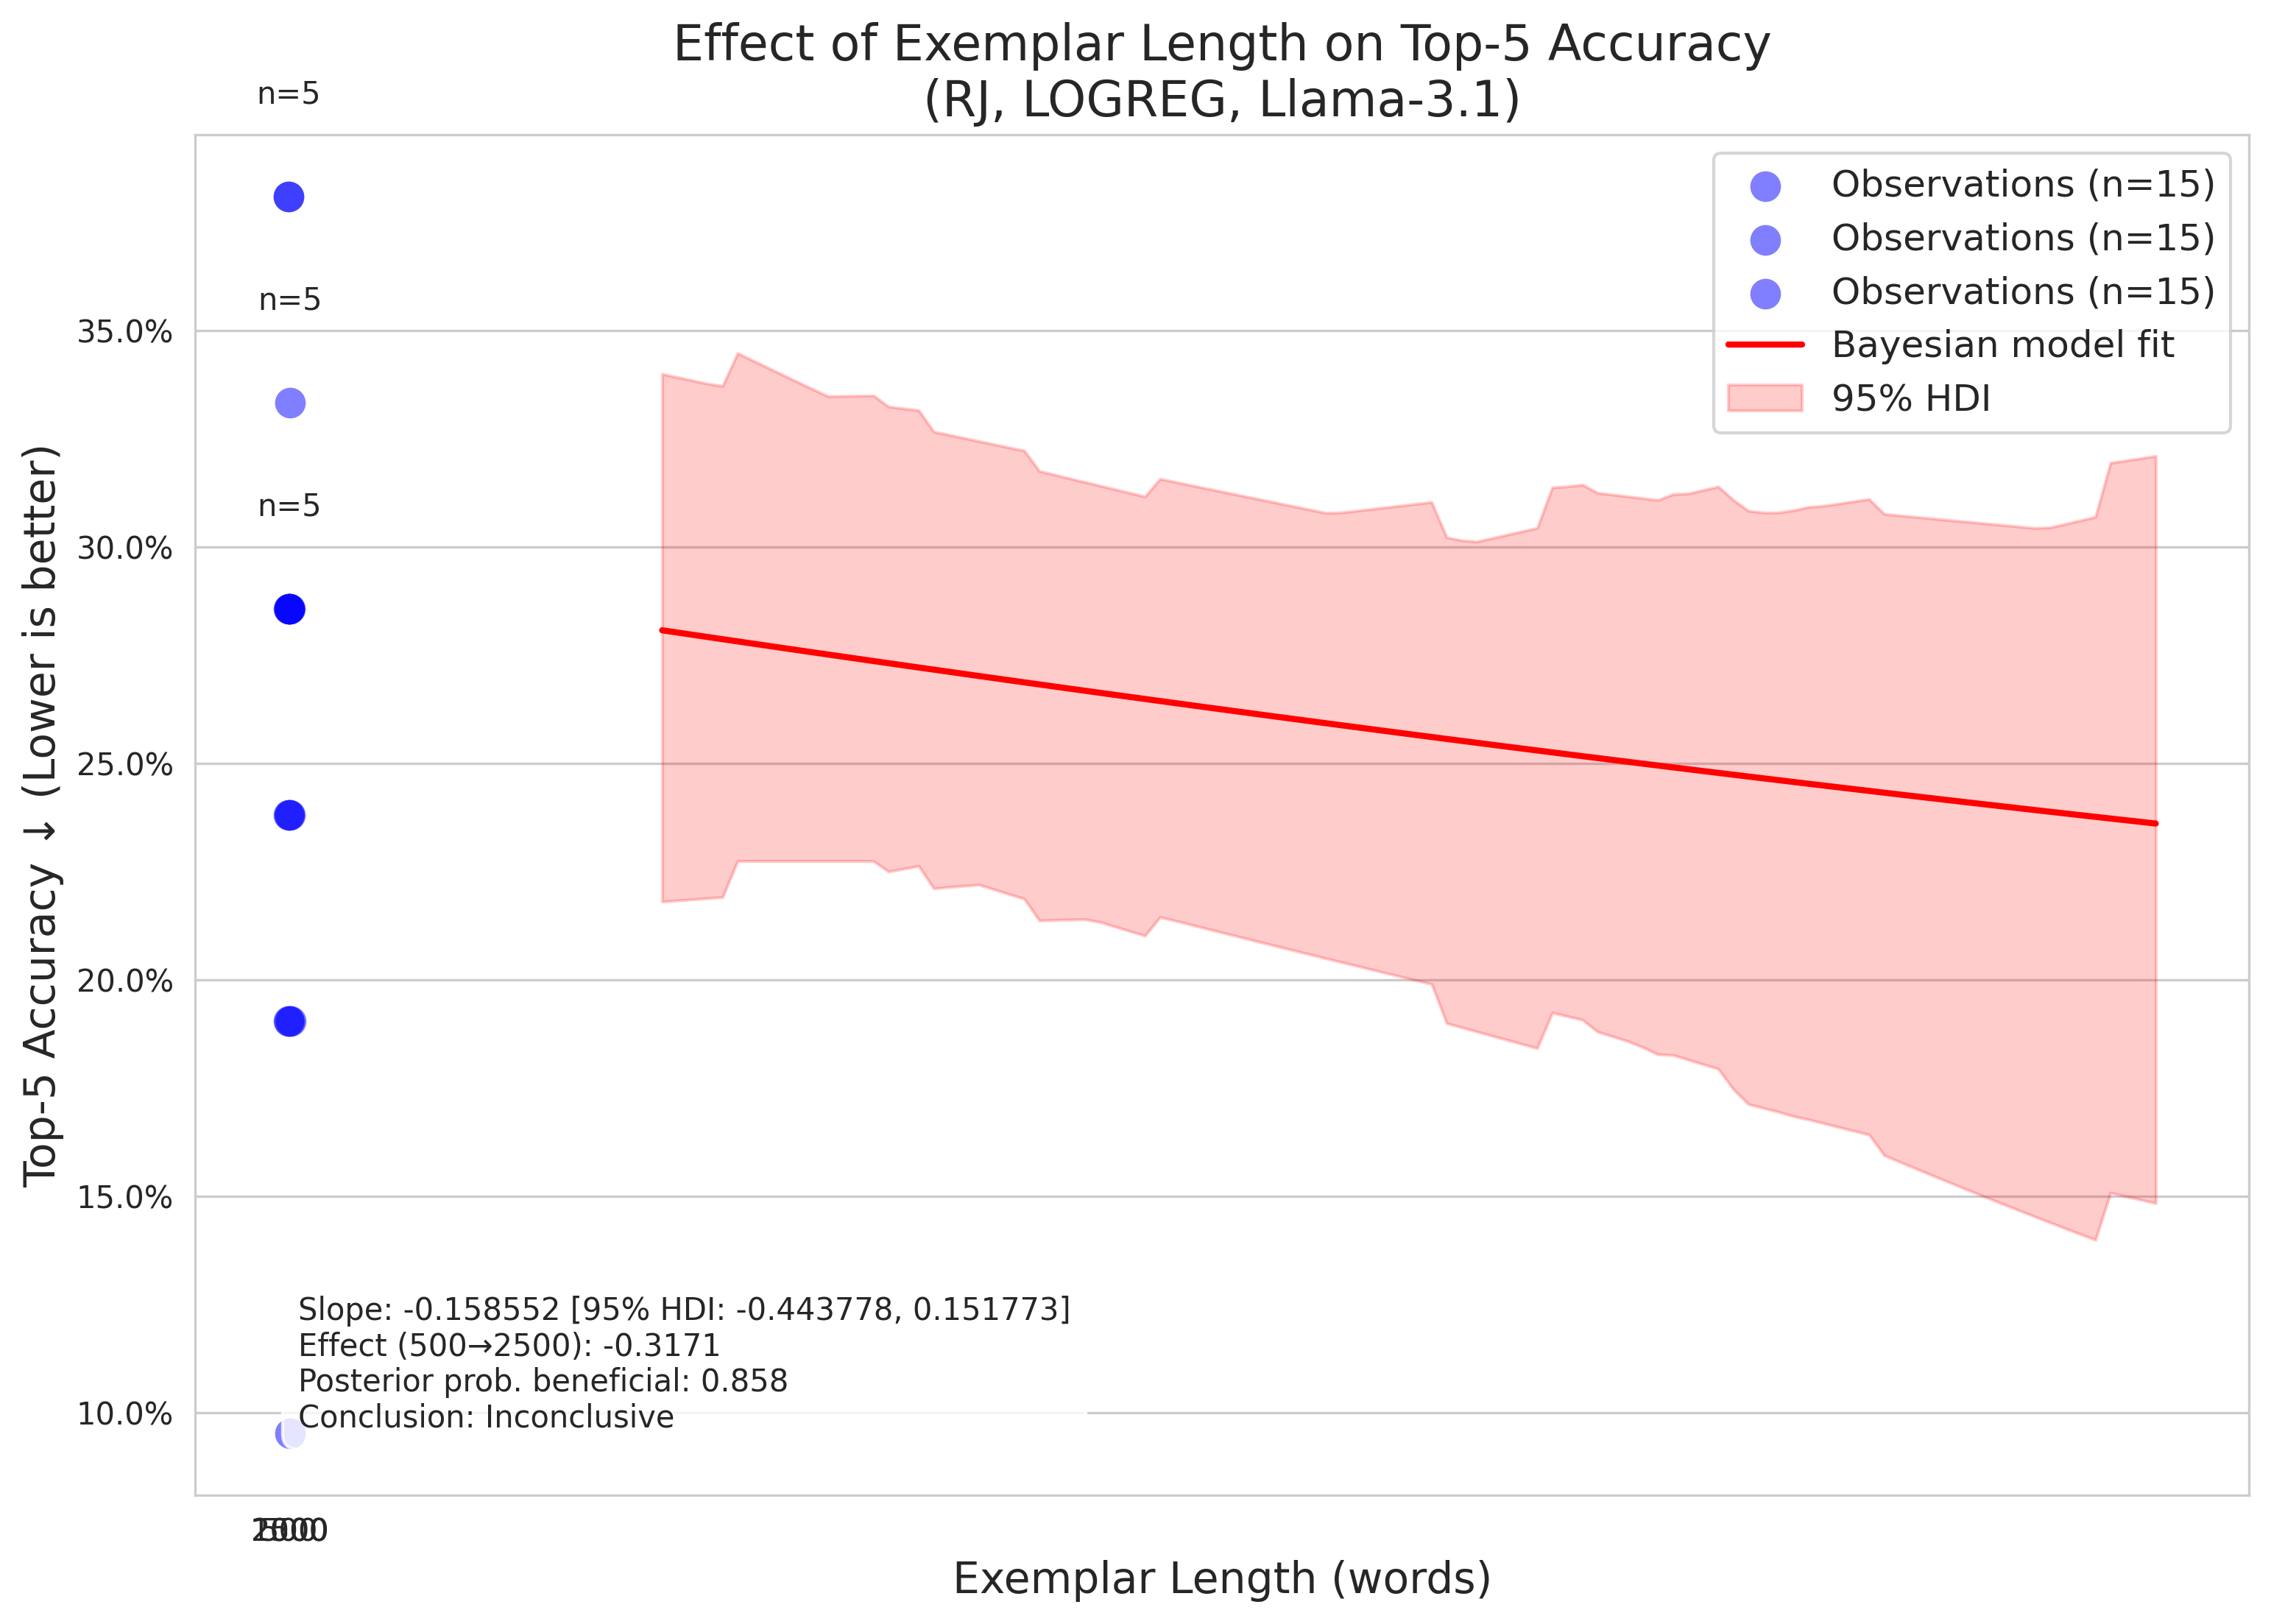 Effect of Exemplar Length on Top-5 Accuracy
(RJ, LOGREG, Llama-3.1)
n=5
n=5
n=5
Observations (n=15)
Observations (n=15)
Observations (n=15)
Bayesian model fit
95% HDI
Top-5 Accuracy ↓ (Lower is better)
35.0%
30.0%
25.0%
20.0%
15.0%
10.0%
Slope: -0.158552 [95% HDI: -0.443778, 0.151773]
Effect (500→2500): -0.3171
Posterior prob. beneficial: 0.858
Conclusion: Inconclusive
Exemplar Length (words)